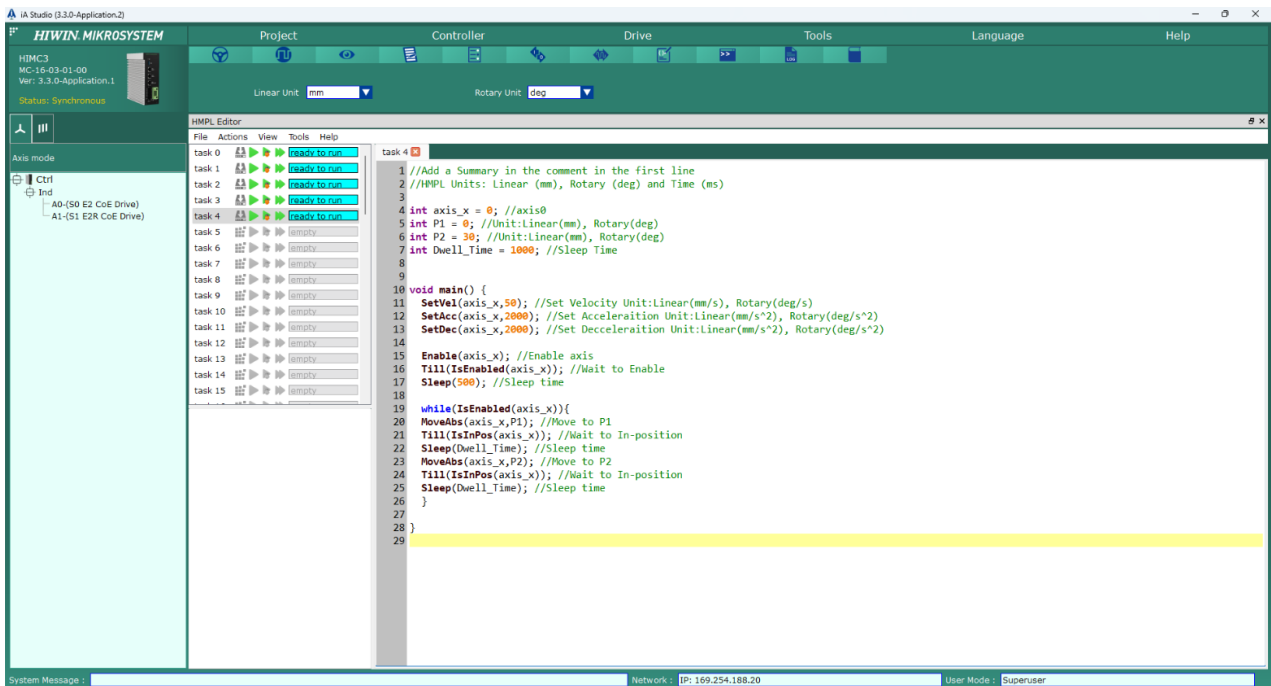 iA Studio (3.3.0-Application.2)
HIWIN. MIKROSYSTEM
Project
Controller
Drive
Tools
Language
Help
HIMC3
MC-16-03-01-00
Ver: 3.3.0-Application.1
Status: Synchronous
Linear Unit mm
Rotary Unit deg
Axis mode
Ctrl
Ind
A0-(S0 E2 CoE Drive)
A1-(S1 E2R CoE Drive)
HMPL Editor
File Actions View Tools Help
task 0 ready to run
task 1 ready to run
task 2 ready to run
task 3 ready to run
task 4 ready to run
task 5 empty
task 6 empty
task 7 empty
task 8 empty
task 9 empty
task 10 empty
task 11 empty
task 12 empty
task 13 empty
task 14 empty
task 15 empty
task 4
1 //Add a Summary in the comment in the first line
2 //HMPL Units: Linear (mm), Rotary (deg) and Time (ms)
3
4 int axis_x = 0; //axis0
5 int P1 = 0; //Unit:Linear(mm), Rotary(deg)
6 int P2 = 30; //Unit:Linear(mm), Rotary(deg)
7 int Dwell_Time = 1000; //Sleep Time
8
9
10 void main() {
11 SetVel(axis_x,50); //Set Velocity Unit:Linear(mm/s), Rotary(deg/s)
12 SetAcc(axis_x,2000); //Set Acceleraition Unit:Linear(mm/s^2), Rotary(deg/s^2)
13 SetDec(axis_x,2000); //Set Decceleraition Unit:Linear(mm/s^2), Rotary(deg/s^2)
14
15 Enable(axis_x); //Enable axis
16 Till(IsEnabled(axis_x)); //Wait to Enable
17 Sleep(500); //Sleep time
18
19 while(IsEnabled(axis_x)){
20 MoveAbs(axis_x,P1); //Move to P1
21 Till(IsInPos(axis_x)); //Wait to In-position
22 Sleep(Dwell_Time); //Sleep time
23 MoveAbs(axis_x,P2); //Move to P2
24 Till(IsInPos(axis_x)); //Wait to In-position
25 Sleep(Dwell_Time); //Sleep time
26 }
27
28 }
29
System Message :
Network : IP: 169.254.188.20
User Mode : Superuser